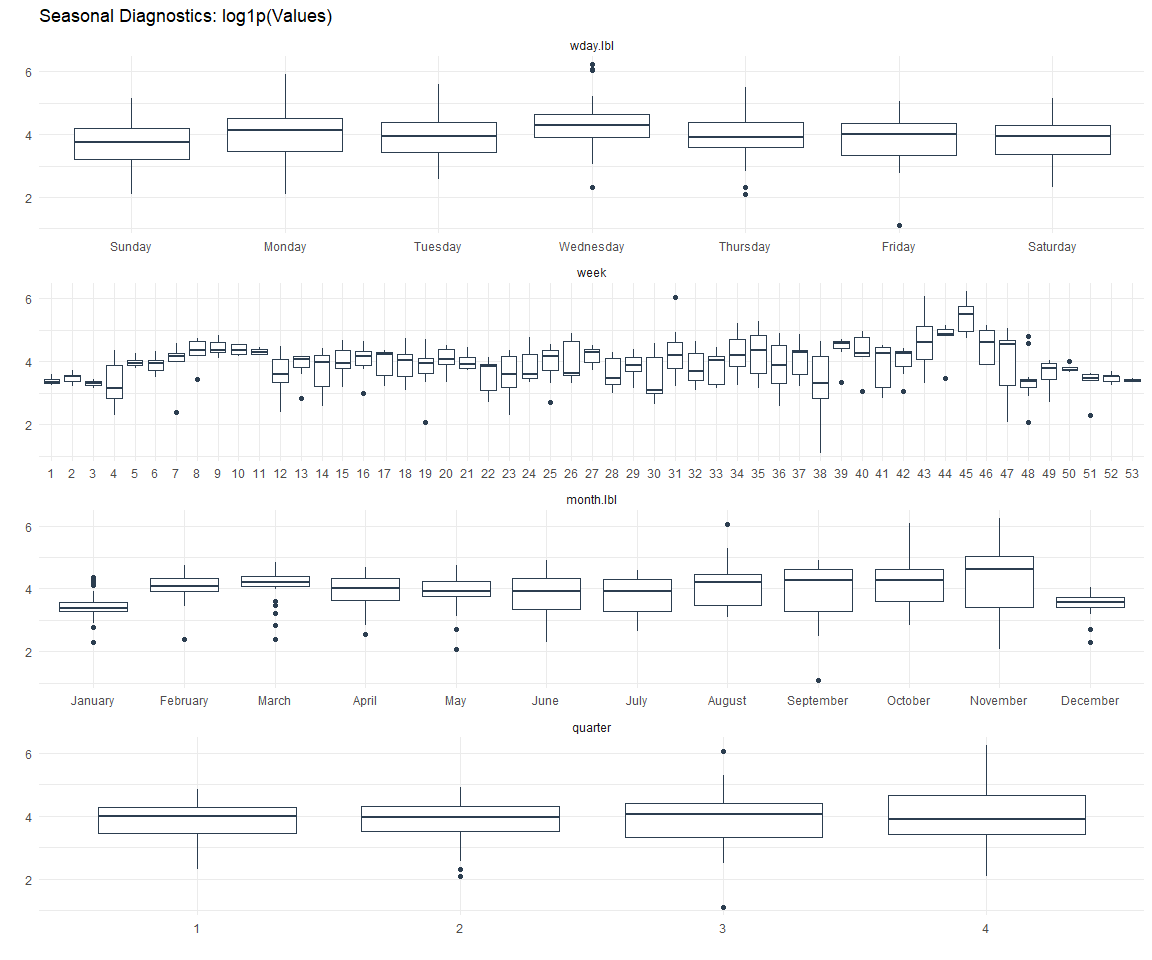 Seasonal Diagnostics: log1p(Values)
wday.lbl
6
4
2
Sunday Monday Tuesday Wednesday Thursday Friday Saturday
week
6
4
2
1 2 3 4 5 6 7 8 9 10 11 12 13 14 15 16 17 18 19 20 21 22 23 24 25 26 27 28 29 30 31 32 33 34 35 36 37 38 39 40 41 42 43 44 45 46 47 48 49 50 51 52 53
month.lbl
6
4
2
January February March April May June July August September October November December
quarter
6
4
2
1 2 3 4